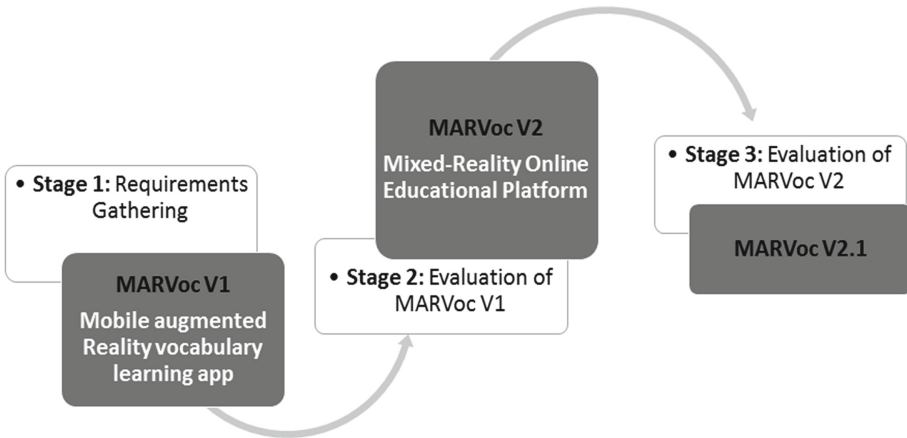 • Stage 1: Requirements
Gathering
MARVoc V1
Mobile augmented
Reality vocabulary
learning app
MARVoc V2
Mixed-Reality Online
Educational Platform
• Stage 2: Evaluation of
MARVoc V1
• Stage 3: Evaluation of
MARVoc V2
MARVoc V2.1